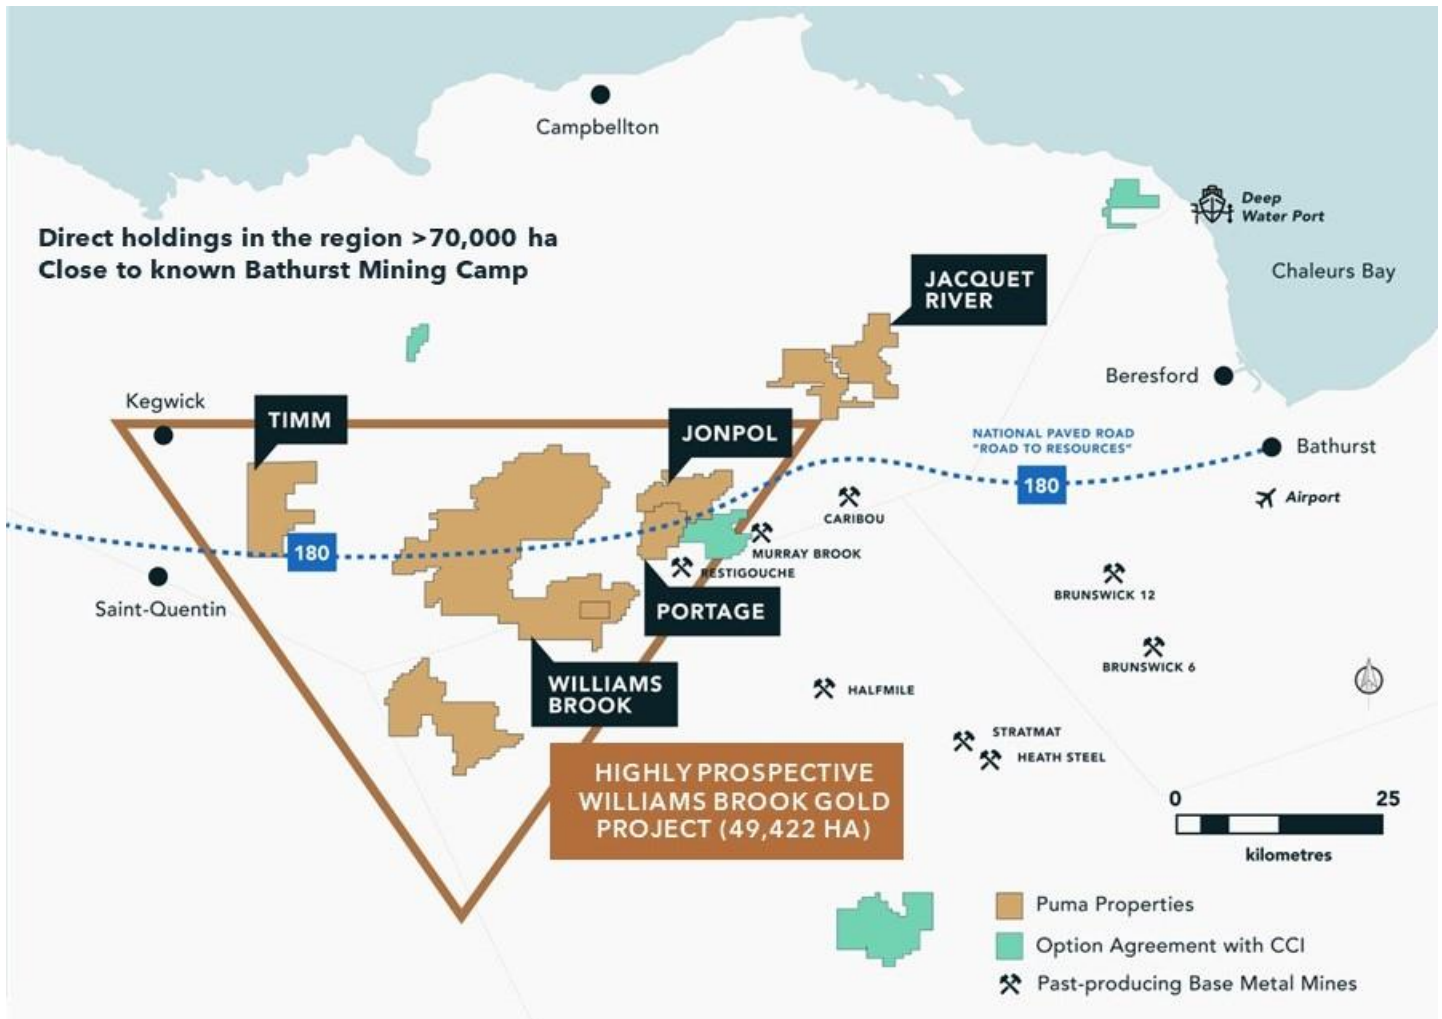 Campbellton
Deep
Water Port
Direct holdings in the region >70,000 ha
Close to known Bathurst Mining Camp
Chaleurs Bay
JACQUET
RIVER
Beresford
Kegwick
TIMM
JONPOL
NATIONAL PAVED ROAD
"ROAD TO RESOURCES"
Bathurst
180
Airport
CARIBOU
180
MURRAY BROOK
RESTIGOUCHE
Saint-Quentin
PORTAGE
BRUNSWICK 12
BRUNSWICK 6
WILLIAMS
BROOK
HALFMILE
STRATMAT
HEATH STEEL
HIGHLY PROSPECTIVE
WILLIAMS BROOK GOLD
PROJECT (49,422 HA)
0 25
kilometres
Puma Properties
Option Agreement with CCI
Past-producing Base Metal Mines